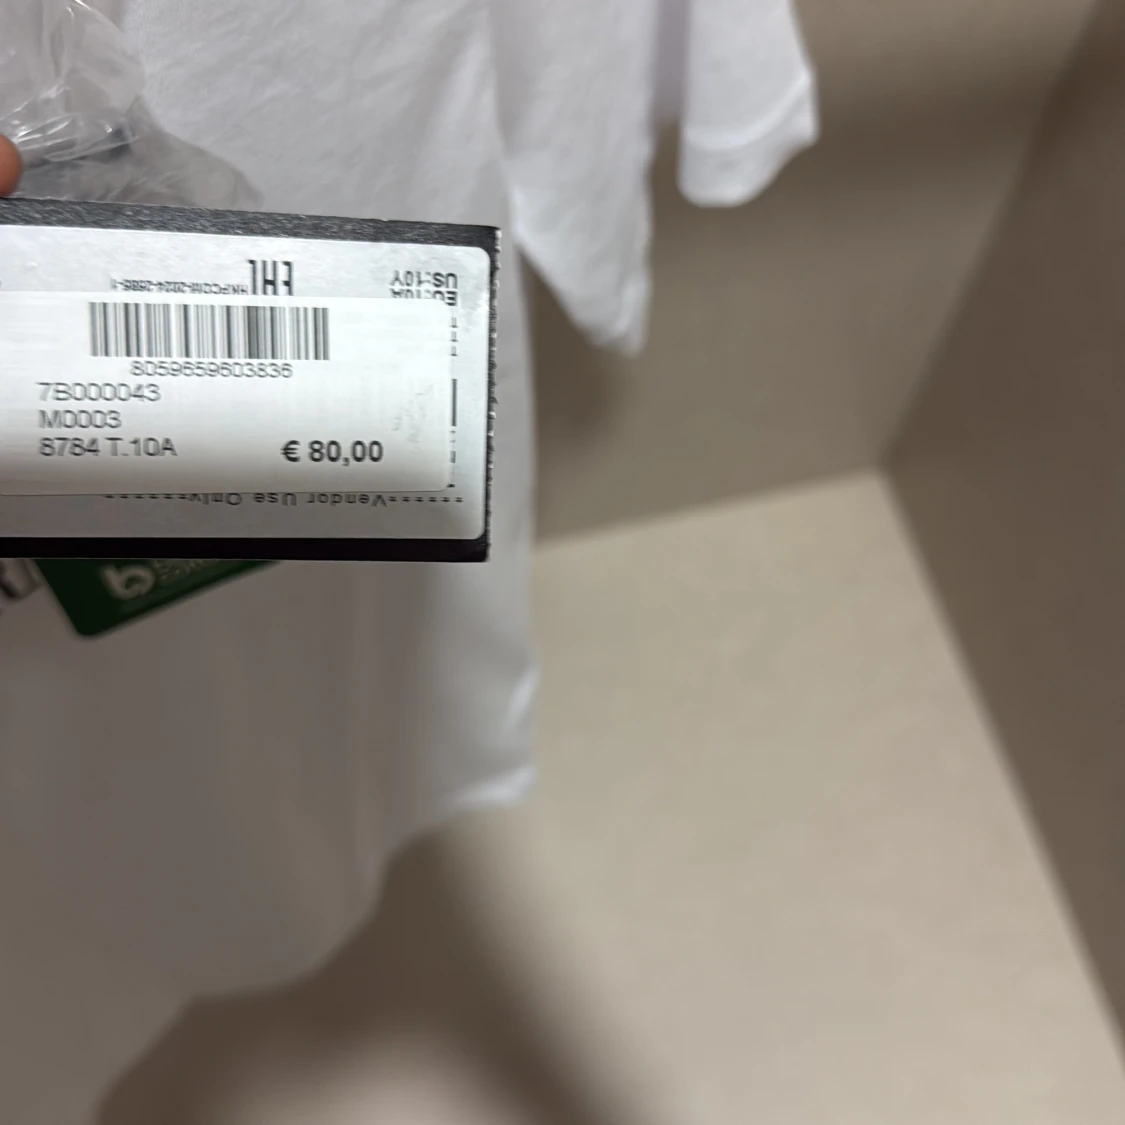 8059659603836
7B000043
M0003
8784 T.10A
€ 80,00
Vendor Use Only
EU:10A
US:10Y
EAC